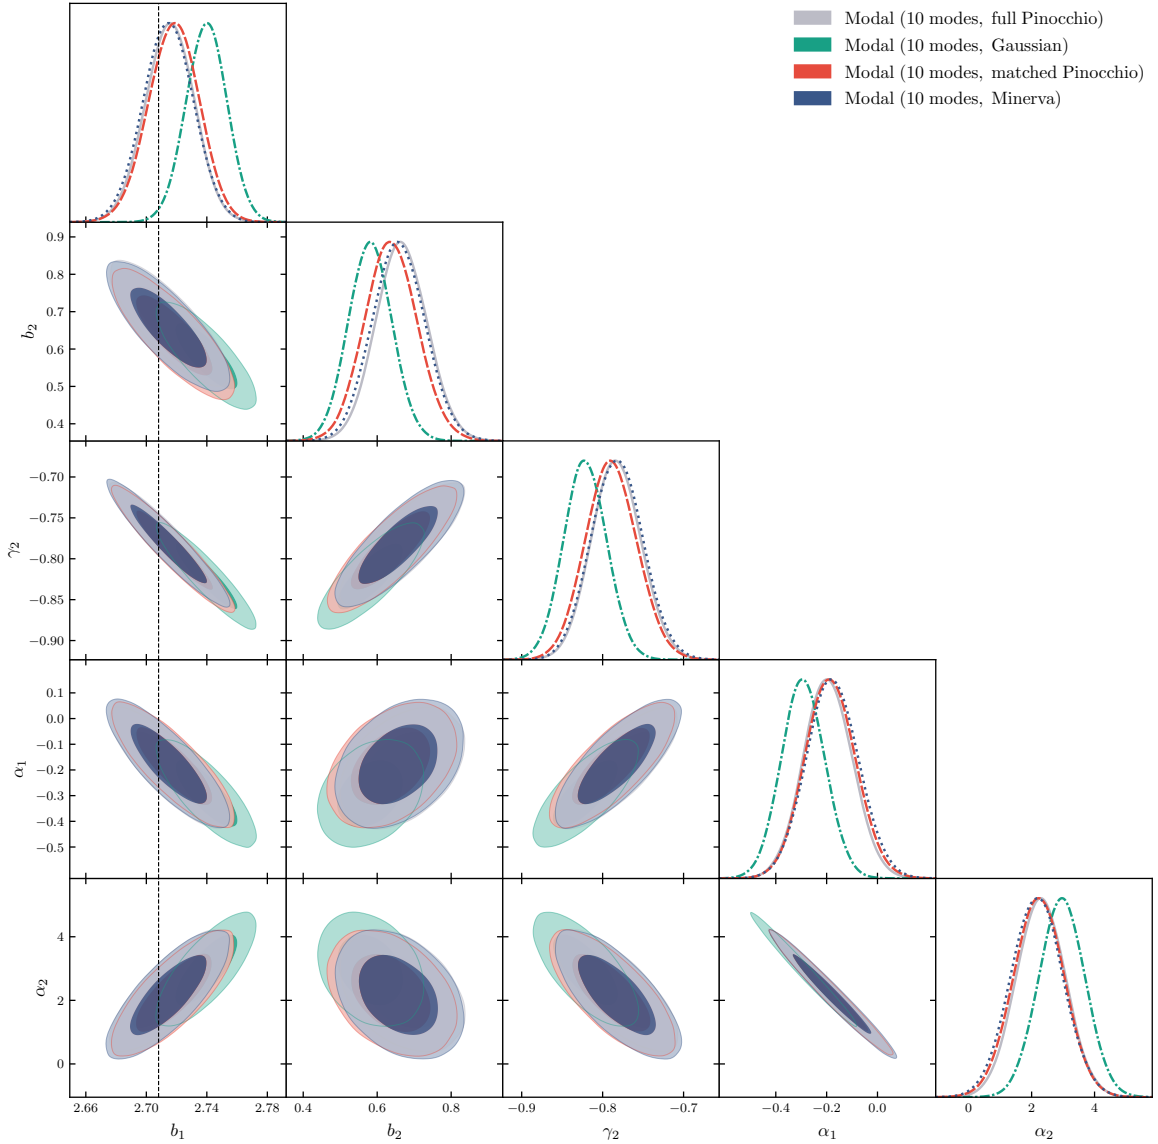 Modal (10 modes, full Pinocchio)
Modal (10 modes, Gaussian)
Modal (10 modes, matched Pinocchio)
Modal (10 modes, Minerva)
0.9
0.8
0.7
0.6
0.5
0.4
b₂
−0.70
−0.75
−0.80
−0.85
−0.90
γ₂
0.1
0.0
−0.1
−0.2
−0.3
−0.4
−0.5
α₁
4
2
0
α₂
2.66 2.70 2.74 2.78 0.4 0.6 0.8 −0.9 −0.8 −0.7 −0.4 −0.2 0.0 0 2 4
b₁ b₂ γ₂ α₁ α₂